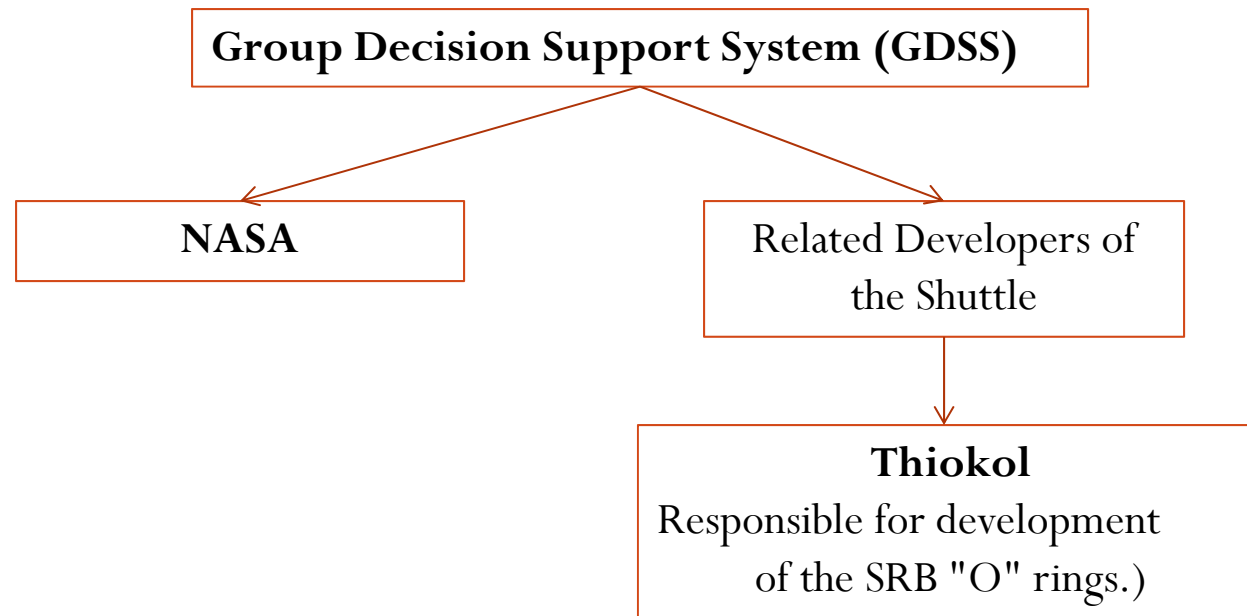 Group Decision Support System (GDSS)
NASA
Related Developers of
the Shuttle
Thiokol
Responsible for development
of the SRB "O" rings.)